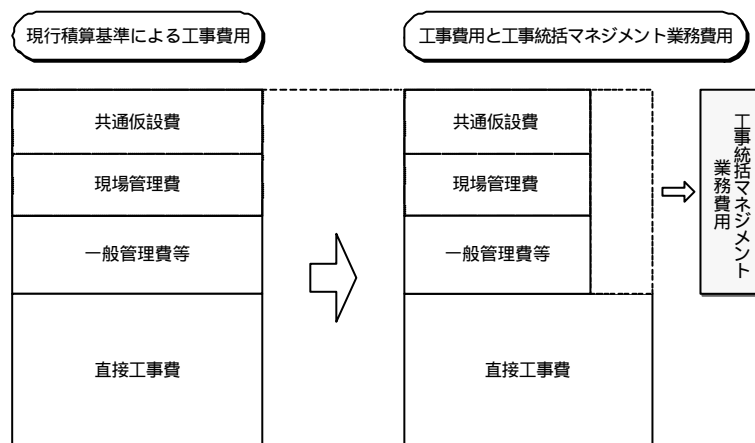 現行積算基準による工事費用
工事費用と工事統括マネジメント業務費用
共通仮設費
現場管理費
一般管理費等
直接工事費
共通仮設費
現場管理費
一般管理費等
直接工事費
工事統括マネジメント
業務費用